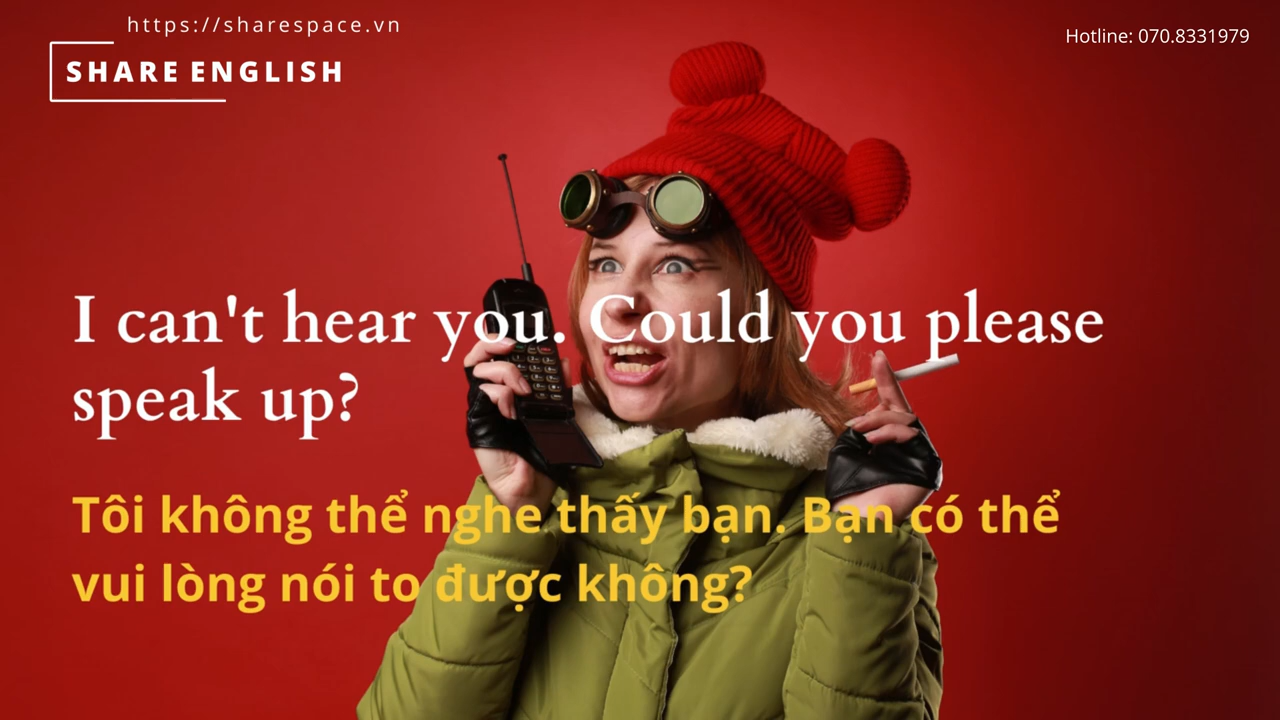 https://sharespace.vn
SHARE ENGLISH
Hotline: 070.8331979
I can't hear you. Could you please
speak up?
Tôi không thể nghe thấy bạn. Bạn có thể
vui lòng nói to được không?